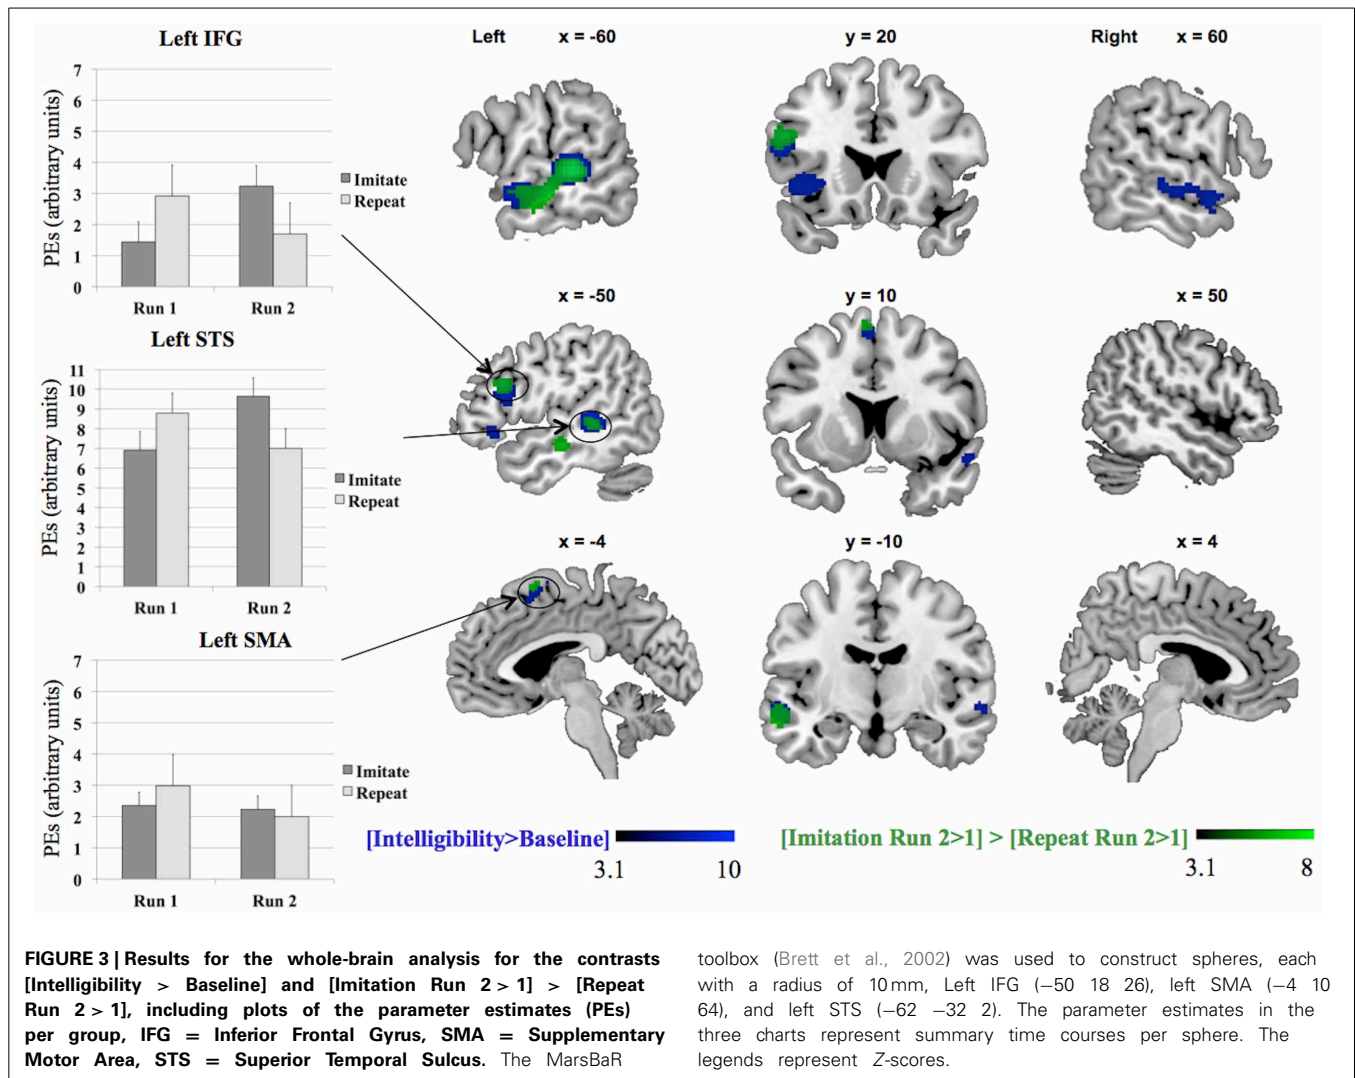 Left IFG
PEs (arbitrary units)
7
6
5
4
3
2
1
0
Run 1
Run 2
Imitate
Repeat
Left STS
PEs (arbitrary units)
11
10
9
8
7
6
5
4
3
2
1
0
Run 1
Run 2
Imitate
Repeat
Left SMA
PEs (arbitrary units)
7
6
5
4
3
2
1
0
Run 1
Run 2
Imitate
Repeat
Left x = -60
y = 20
Right x = 60
x = -50
y = 10
x = 50
x = -4
y = -10
x = 4
[Intelligibility>Baseline]
3.1 10
[Imitation Run 2>1] > [Repeat Run 2>1]
3.1 8
FIGURE 3 | Results for the whole-brain analysis for the contrasts
[Intelligibility > Baseline] and [Imitation Run 2 > 1] > [Repeat
Run 2 > 1], including plots of the parameter estimates (PEs)
per group, IFG = Inferior Frontal Gyrus, SMA = Supplementary
Motor Area, STS = Superior Temporal Sulcus. The MarsBaR
toolbox (Brett et al., 2002) was used to construct spheres, each
with a radius of 10 mm, Left IFG (−50 18 26), left SMA (−4 10
64), and left STS (−62 −32 2). The parameter estimates in the
three charts represent summary time courses per sphere. The
legends represent Z-scores.